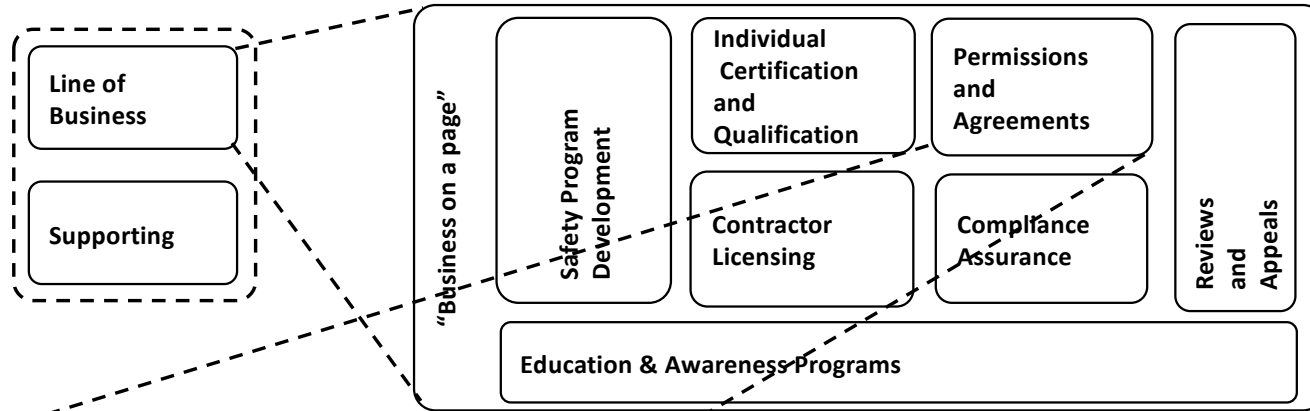 Line of
Business
Supporting
“Business on a page”
Safety Program
Development
Individual
Certification
and
Qualification
Permissions
and
Agreements
Contractor
Licensing
Compliance
Assurance
Reviews
and
Appeals
Education & Awareness Programs